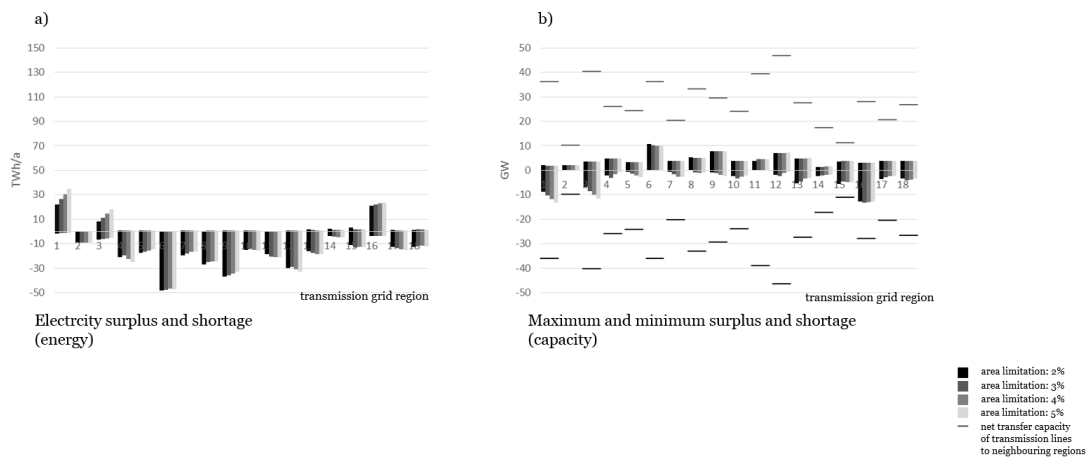 a)
b)
150
130
110
90
70
50
30
10
-10
-30
-50
TWh/a
1
2
3
16
transmission grid region
Electrcity surplus and shortage
(energy)
50
40
30
20
10
0
-10
-20
-30
-40
-50
GW
2
4
5
6
7
8
9
10
11
12
13
14
15
16
17
18
transmission grid region
Maximum and minimum surplus and shortage
(capacity)
area limitation: 2%
area limitation: 3%
area limitation: 4%
area limitation: 5%
net transfer capacity
of transmission lines
to neighbouring regions